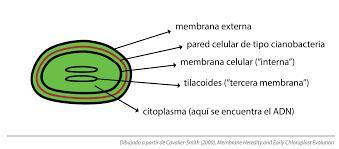 membrana externa
pared celular de tipo cianobacteria
membrana celular ("interna")
tilacoides ("tercera membrana")
citoplasma (aquí se encuentra el ADN)
Dibujado a partir de Cavalier-Smith (2000), Membrane Heredity and Early Chloroplast Evolution